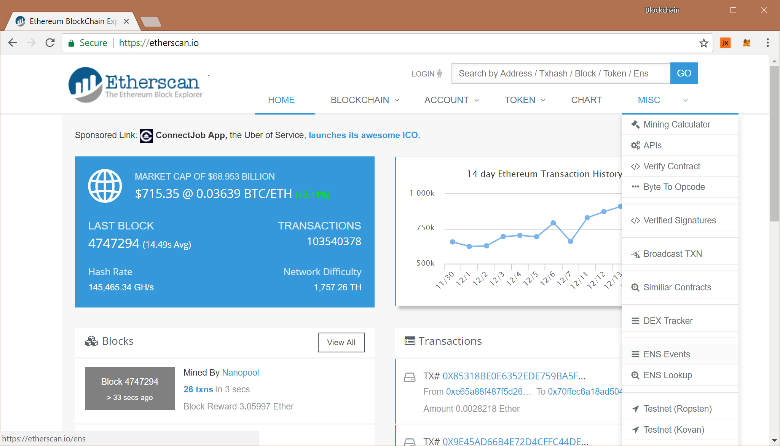 Blockchain
Ethereum BlockChain Exp
Secure | https://etherscan.io
Etherscan
The Ethereum Block Explorer
LOGIN
Search by Address / Txhash / Block / Token / Ens
GO
HOME BLOCKCHAIN ACCOUNT TOKEN CHART MISC
Sponsored Link: ConnectJob App, the Uber of Service, launches its awesome ICO.
MARKET CAP OF $68.953 BILLION
$715.35 @ 0.03639 BTC/ETH
LAST BLOCK
4747294 (14.49s Avg)
TRANSACTIONS
103540378
Hash Rate
145,465.34 GH/s
Network Difficulty
1,757.26 TH
14 day Ethereum Transaction History
1 000k
750k
500k
11/30 12/1 12/2 12/3 12/4 12/5 12/6 12/7 12/11 12/12 12/13
Mining Calculator
APIs
Verify Contract
Byte To Opcode
Verified Signatures
Broadcast TXN
Similiar Contracts
DEX Tracker
ENS Events
ENS Lookup
Testnet (Ropsten)
Testnet (Kovan)
Blocks
View All
Block 4747294
> 33 secs ago
Mined By Nanopool
26 txns in 3 secs
Block Reward 3.05997 Ether
Transactions
TX# 0X85318BE0E6352EDE759BA5F...
From 0xe65a88f487f5d26... To 0x70ffec6a18ad504
Amount 0.0028218 Ether
TX# 0X9E45AD66B4E72D4CFFC44DE...
https://etherscan.io/ens